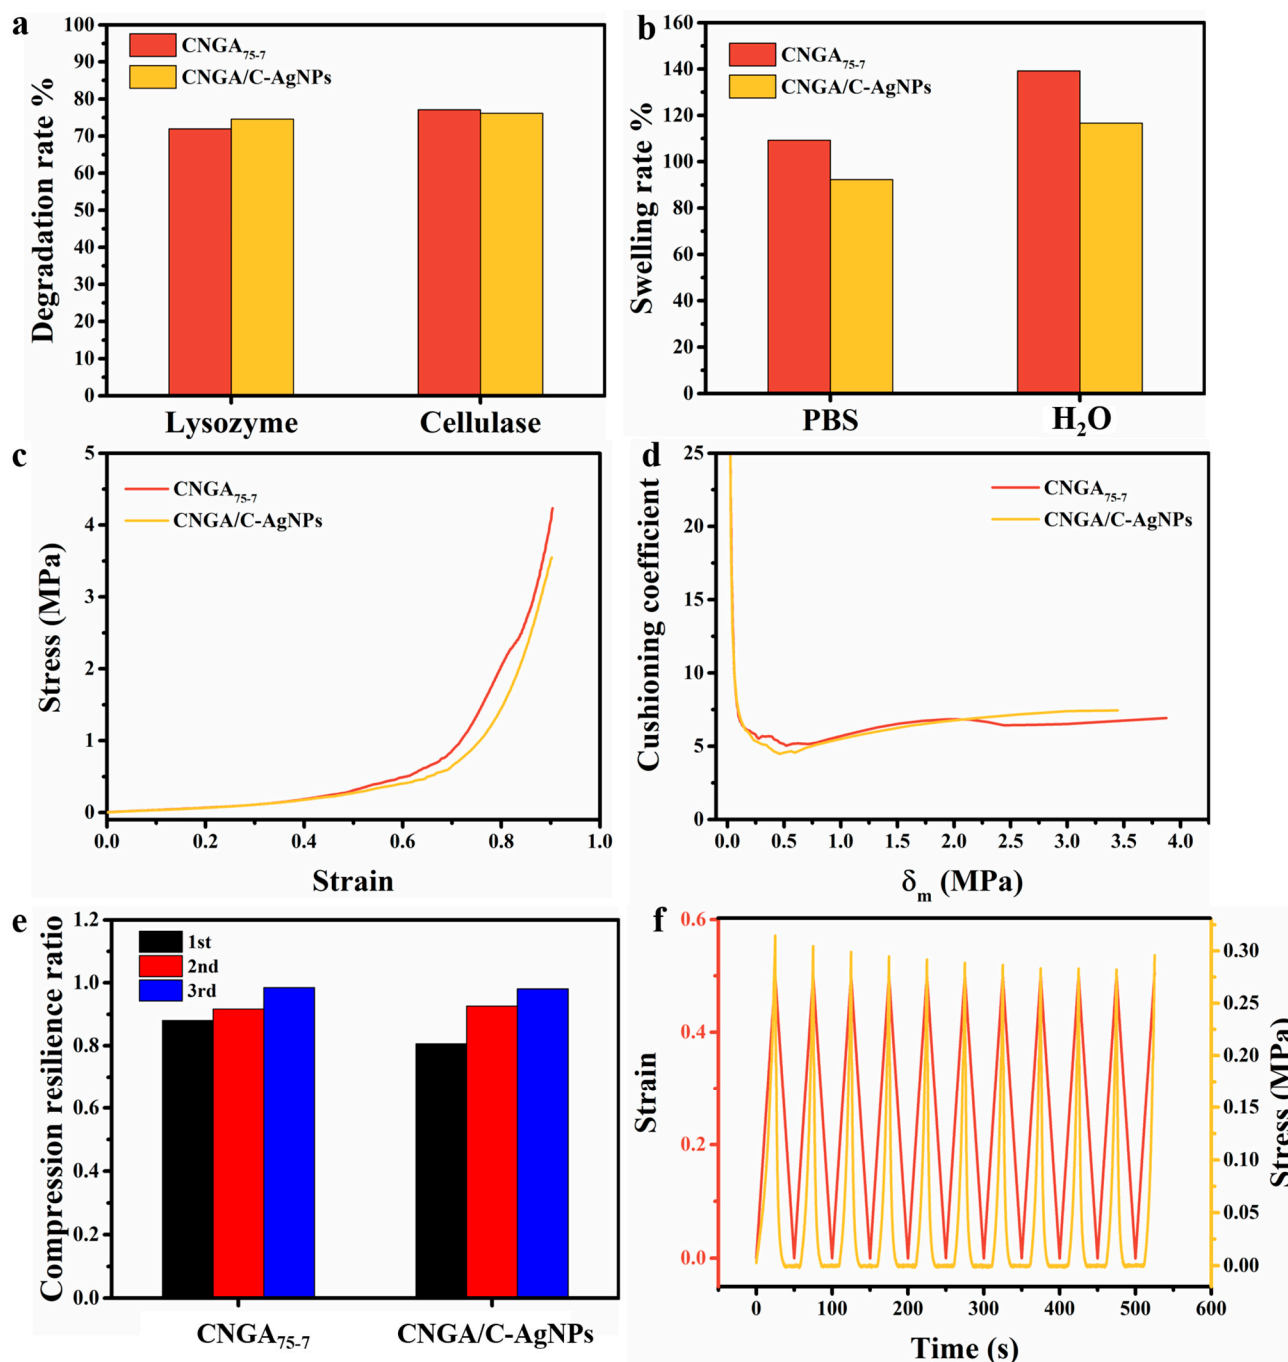 a
Degradation rate %
100
90
80
70
60
50
40
30
20
10
0
CNGA75-7
CNGA/C-AgNPs
Lysozyme Cellulase
b
Swelling rate %
160
140
120
100
80
60
40
20
0
CNGA75-7
CNGA/C-AgNPs
PBS H2O
c
Stress (MPa)
5
4
3
2
1
0
CNGA75-7
CNGA/C-AgNPs
0.0 0.2 0.4 0.6 0.8 1.0
Strain
d
Cushioning coefficient
25
20
15
10
5
0
CNGA75-7
CNGA/C-AgNPs
0.0 0.5 1.0 1.5 2.0 2.5 3.0 3.5 4.0
δm (MPa)
e
Compression resilience ratio
1.2
1.0
0.8
0.6
0.4
0.2
0.0
1st
2nd
3rd
CNGA75-7 CNGA/C-AgNPs
f
Strain
0.6
0.4
0.2
0.0
0.30
0.25
0.20
0.15
0.10
0.05
0.00
Stress (MPa)
0 100 200 300 400 500 600
Time (s)